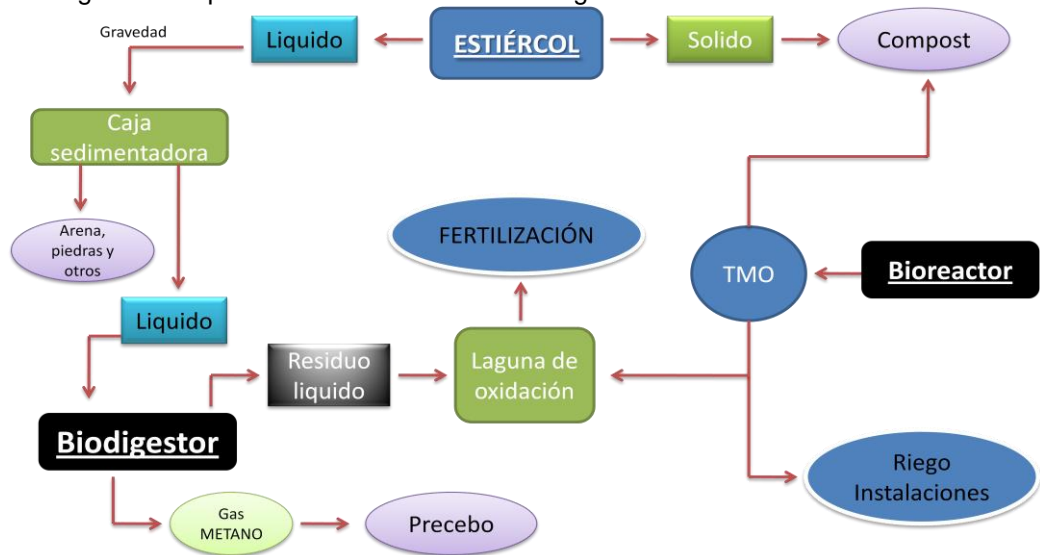 Gravedad
Liquido
ESTIÉRCOL
Solido
Compost
Caja
sedimentadora
Arena,
piedras y
otros
FERTILIZACIÓN
TMO
Bioreactor
Liquido
Residuo
liquido
Laguna de
oxidación
Biodigestor
Riego
Instalaciones
Gas
METANO
Precebo